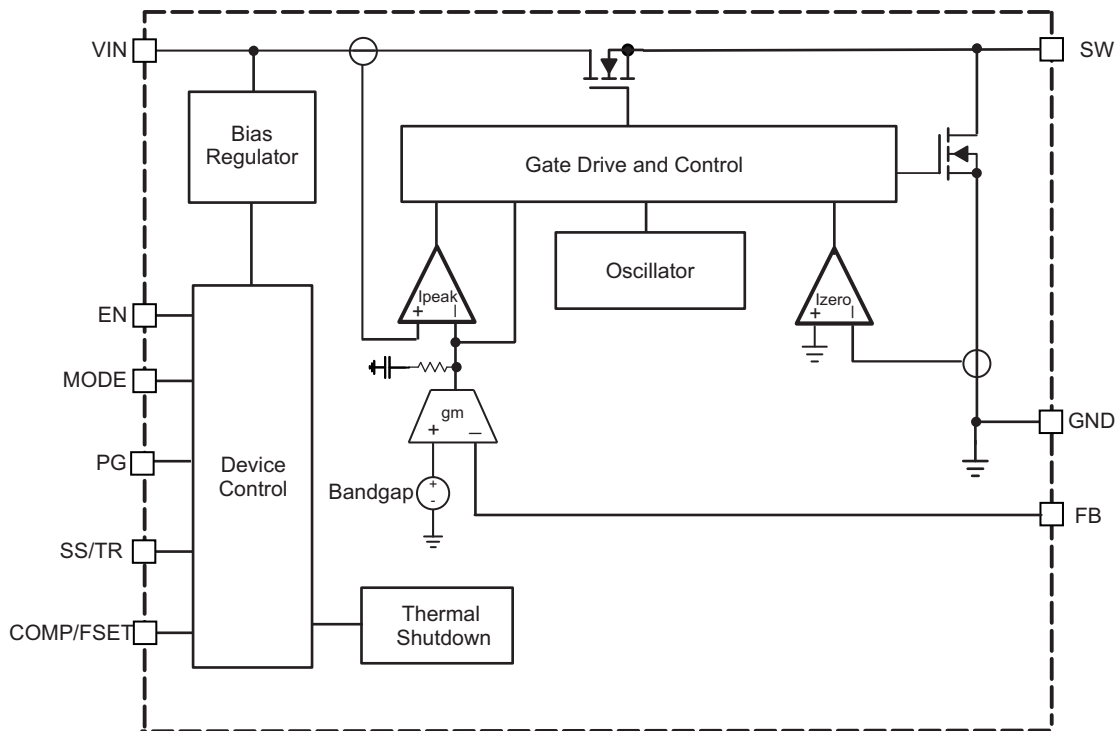 VIN
SW
Bias
Regulator
Gate Drive and Control
Oscillator
Ipeak
+ –
Izero
+ –
EN
MODE
PG
SS/TR
COMP/FSET
Device
Control
gm
+ –
Bandgap
+
-
GND
FB
Thermal
Shutdown